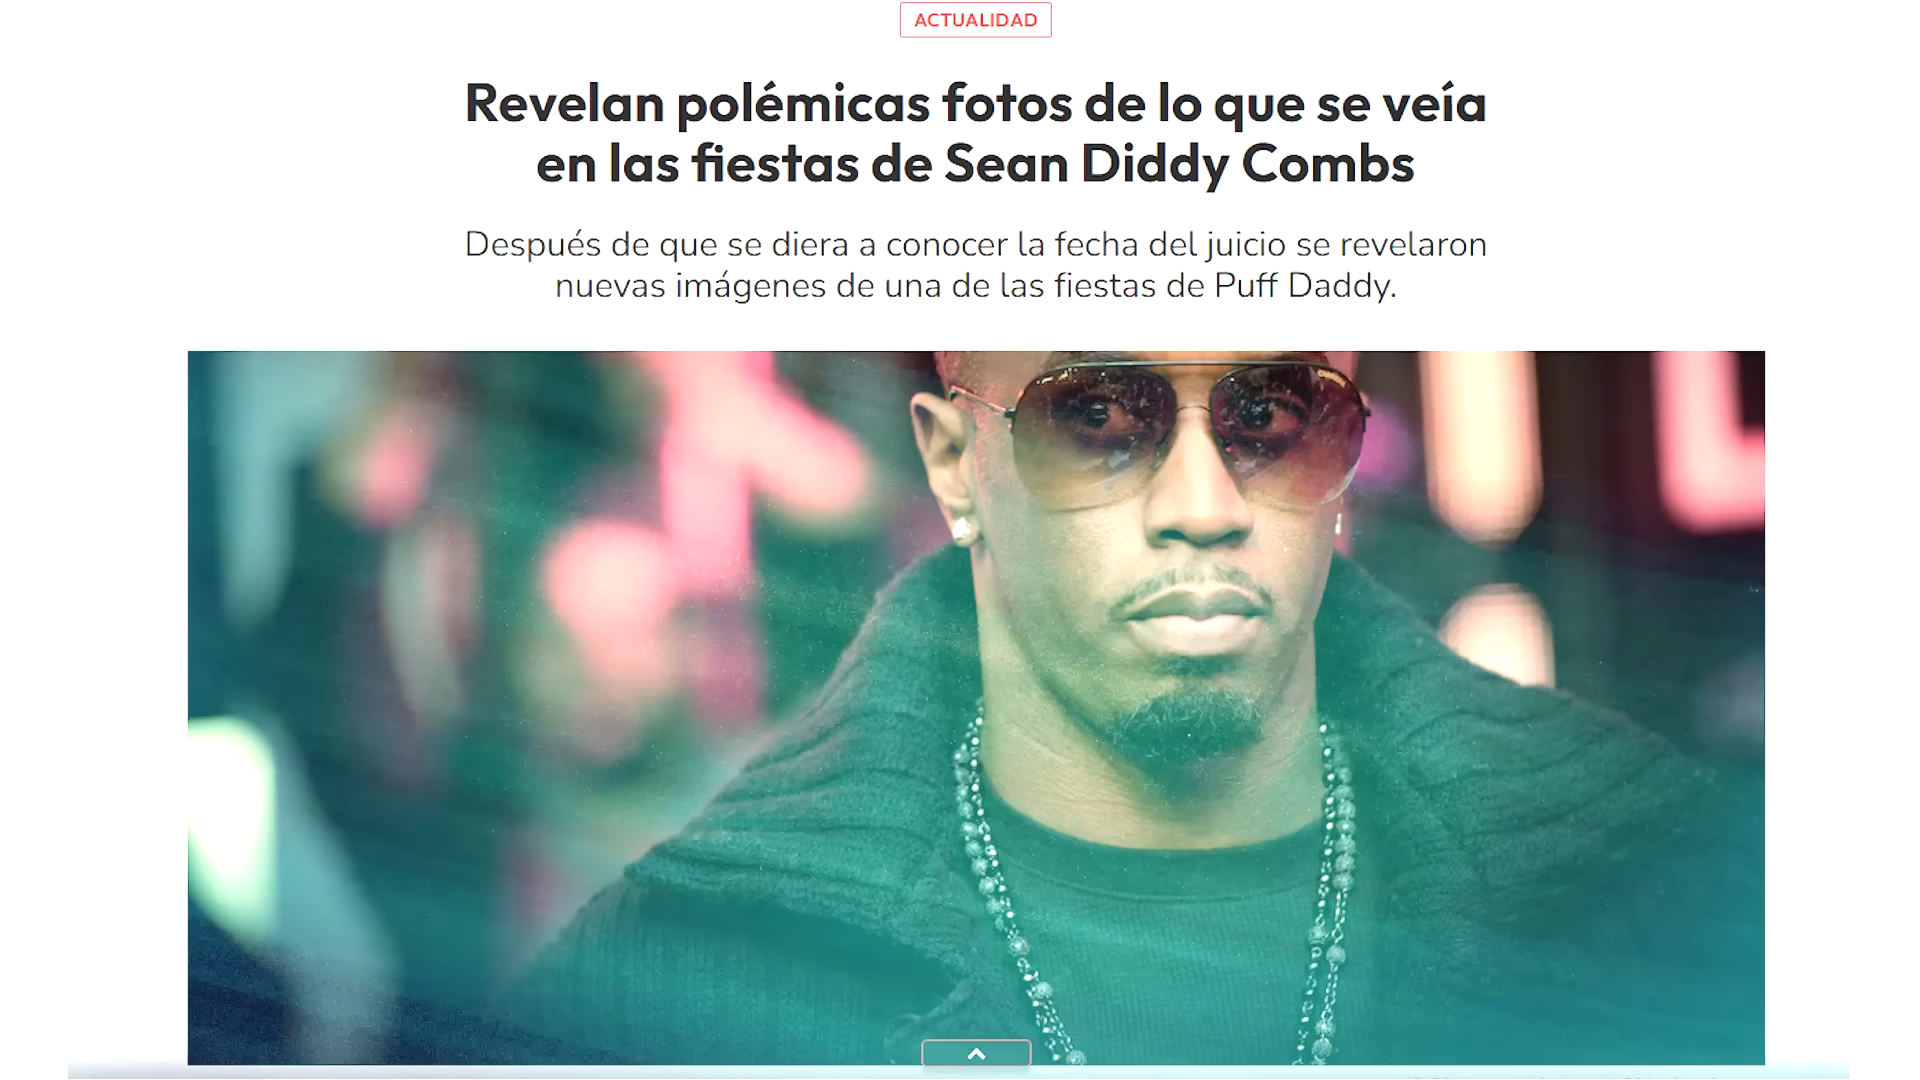 ACTUALIDAD
Revelan polémicas fotos de lo que se veía
en las fiestas de Sean Diddy Combs
Después de que se diera a conocer la fecha del juicio se revelaron
nuevas imágenes de una de las fiestas de Puff Daddy.